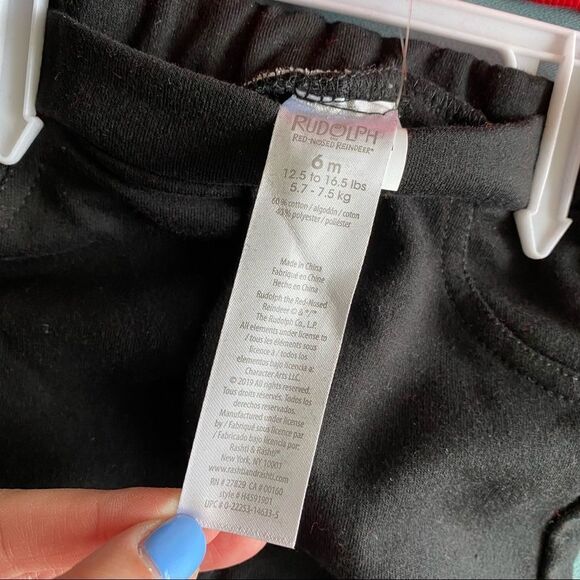 RUDOLPH
THE
RED-NOSED REINDEER®
6 m
12.5 to 16.5 lbs
5.7 - 7.5 kg
60% cotton / algodón / coton
40% polyester / poliéster
Made in China
Fabriqué en Chine
Hecho en China
Rudolph the Red-Nosed
Reindeer © & ®/™
The Rudolph Co., L.P.
All elements under license to
/ tous les éléments sous
licence à / todos los
elementos bajo licencia a:
Character Arts LLC.
© 2019 All rights reserved.
Tous droits réservés. Todos los
derechos reservados.
Manufactured under license
by / Fabriqué sous licence par
/ Fabricado bajo licencia por:
Rashti & Rashti®
New York, NY 10001
www.rashtiandrashti.com
RN # 27829 CA # 00160
style # H4591901
UPC # 0-22253-14633-5